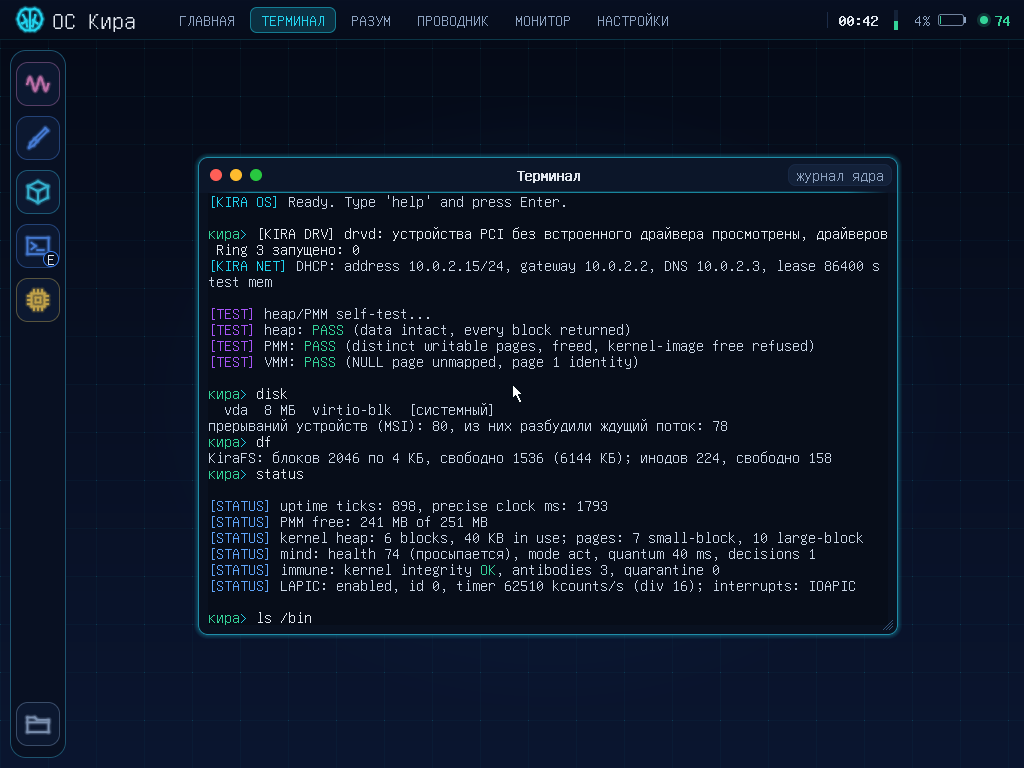 ОС Кира
ГЛАВНАЯ ТЕРМИНАЛ РАЗУМ ПРОВОДНИК МОНИТОР НАСТРОЙКИ
00:42 4% 74
E
Терминал
журнал ядра
[KIRA OS] Ready. Type 'help' and press Enter.
кира> [KIRA DRV] drvd: устройства PCI без встроенного драйвера просмотрены, драйверов
Ring 3 запущено: 0
[KIRA NET] DHCP: address 10.0.2.15/24, gateway 10.0.2.2, DNS 10.0.2.3, lease 86400 s
test mem
[TEST] heap/PMM self-test...
[TEST] heap: PASS (data intact, every block returned)
[TEST] PMM: PASS (distinct writable pages, freed, kernel-image free refused)
[TEST] VMM: PASS (NULL page unmapped, page 1 identity)
кира> disk
vda 8 МБ virtio-blk [системный]
прерываний устройств (MSI): 80, из них разбудили ждущий поток: 78
кира> df
KiraFS: блоков 2046 по 4 КБ, свободно 1536 (6144 КБ); инодов 224, свободно 158
кира> status
[STATUS] uptime ticks: 898, precise clock ms: 1793
[STATUS] PMM free: 241 MB of 251 MB
[STATUS] kernel heap: 6 blocks, 40 KB in use; pages: 7 small-block, 10 large-block
[STATUS] mind: health 74 (просыпается), mode act, quantum 40 ms, decisions 1
[STATUS] immune: kernel integrity OK, antibodies 3, quarantine 0
[STATUS] LAPIC: enabled, id 0, timer 62510 kcounts/s (div 16); interrupts: IOAPIC
кира> ls /bin